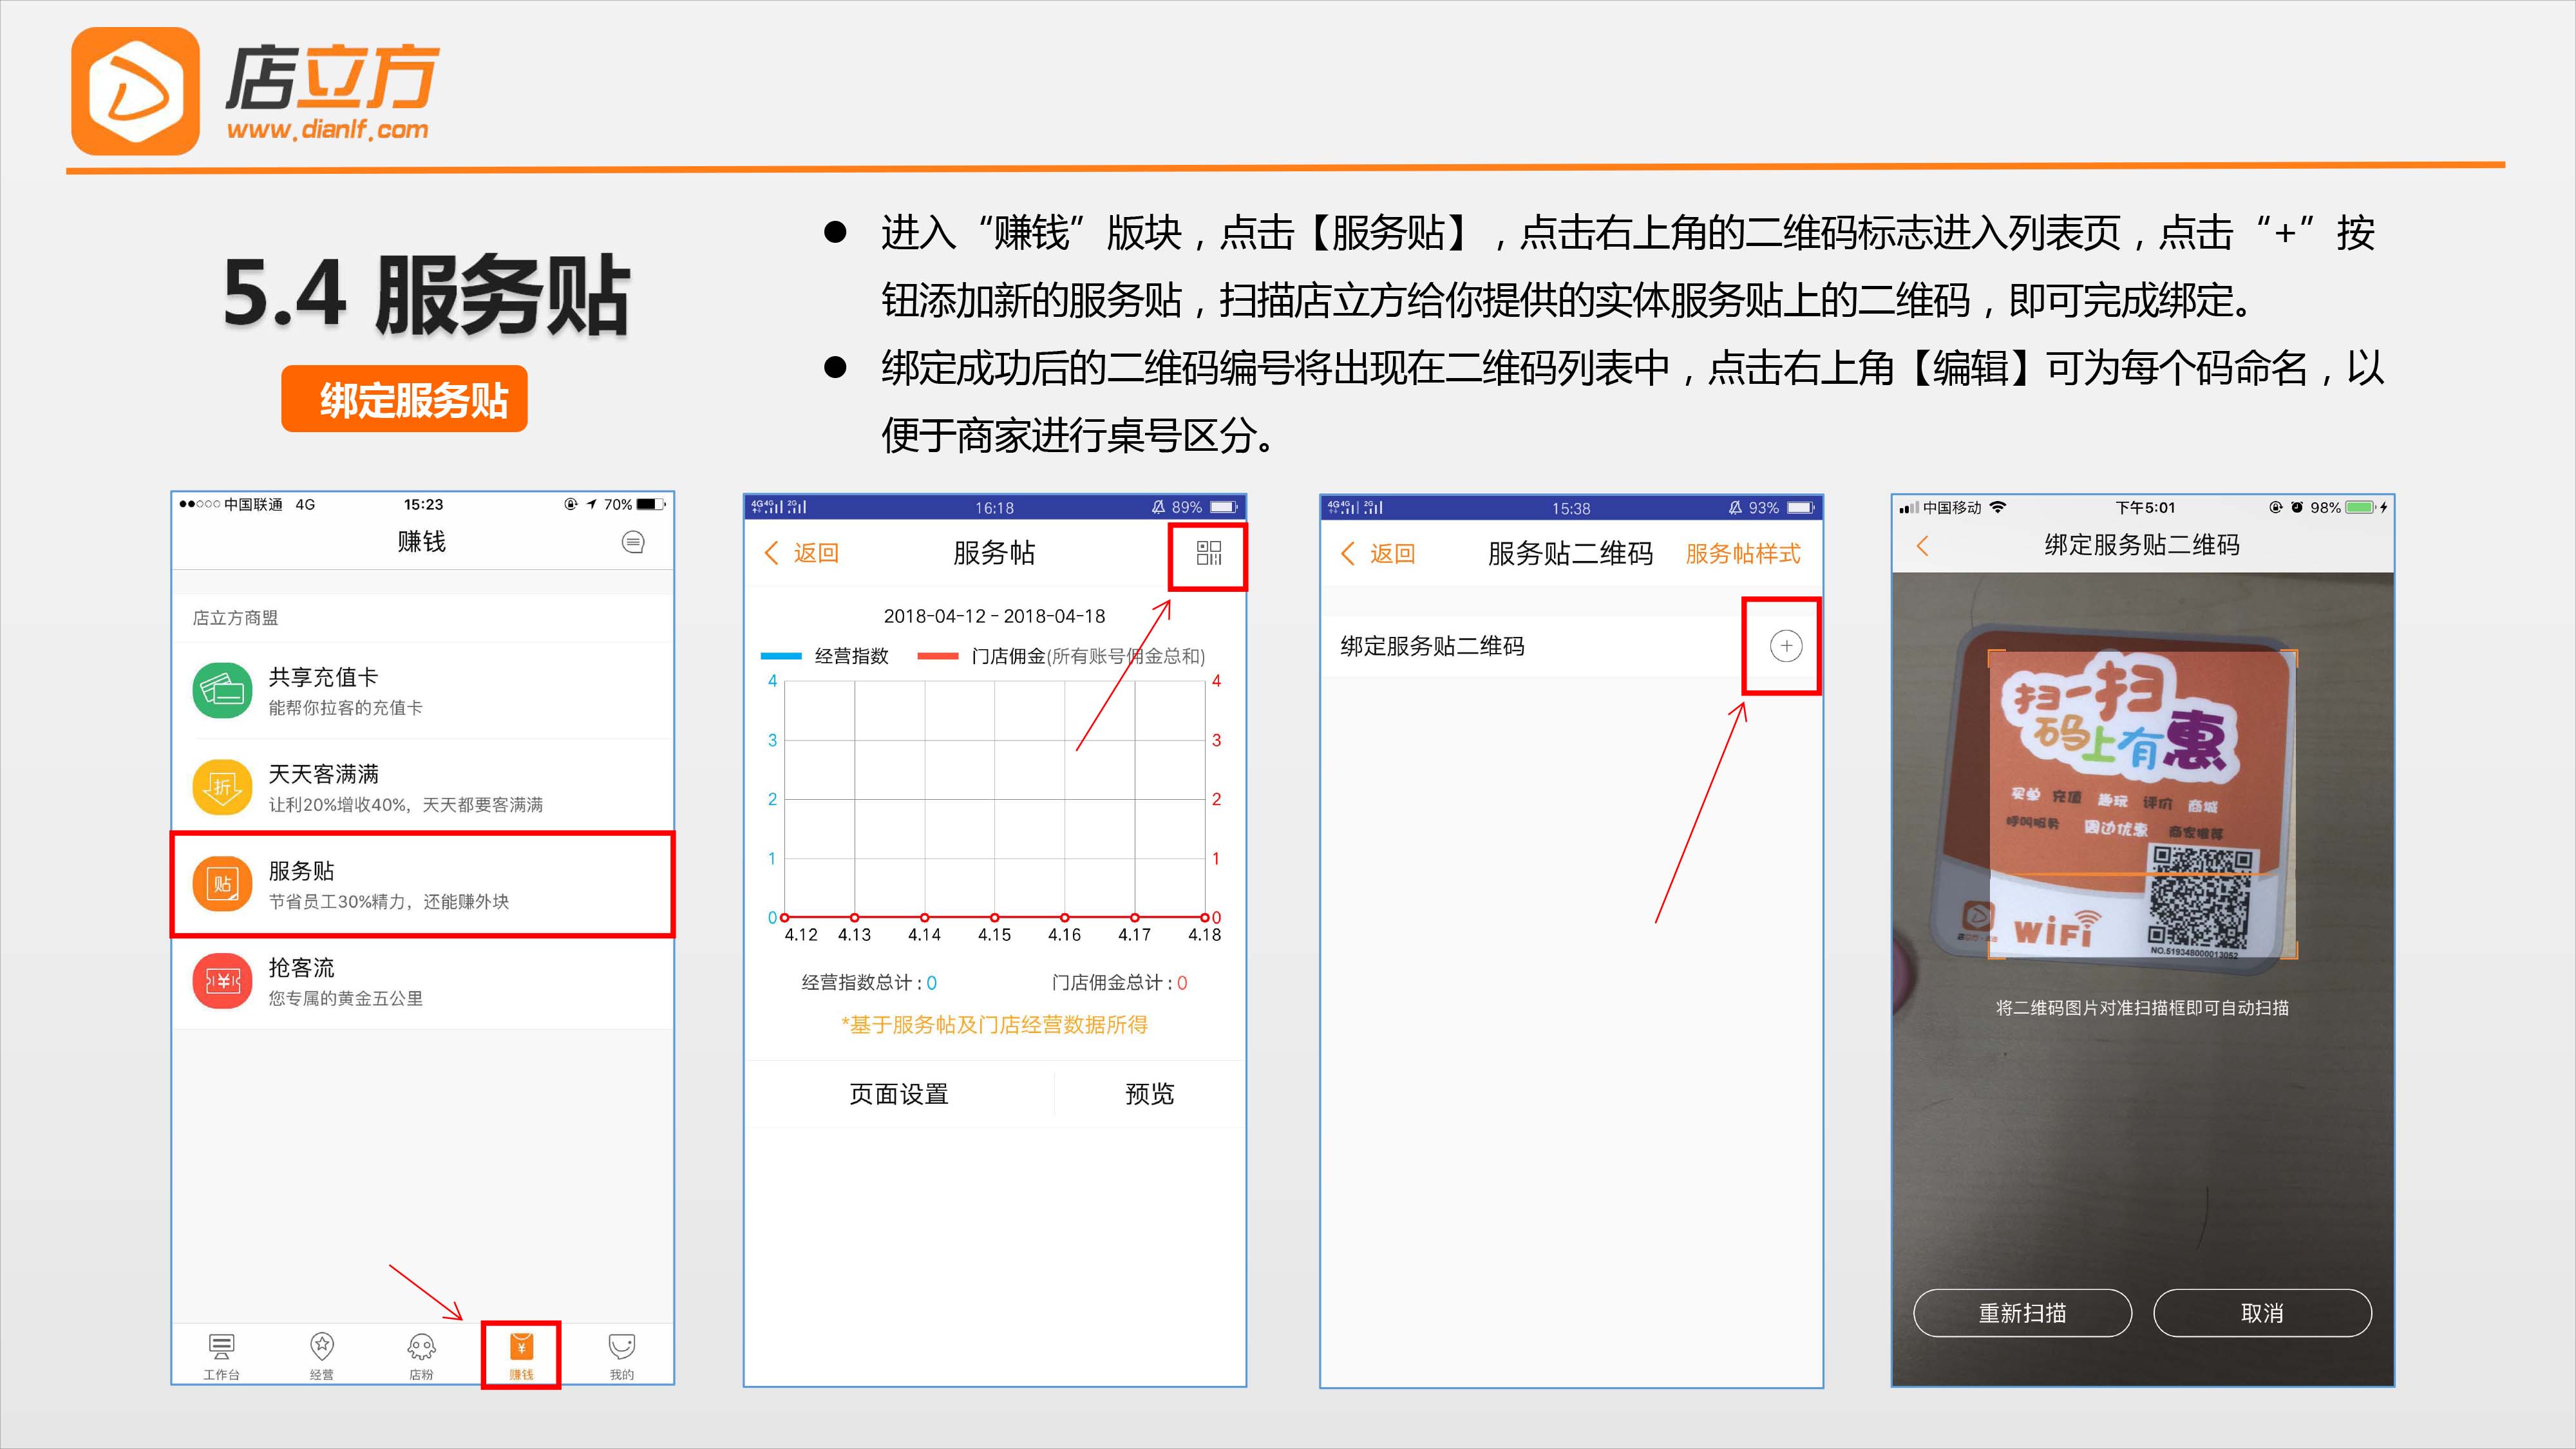 店立方
www.dianlf.com
5.4 服务贴
绑定服务贴
● 进入“赚钱”版块，点击【服务贴】，点击右上角的二维码标志进入列表页，点击“+”按
钮添加新的服务贴，扫描店立方给你提供的实体服务贴上的二维码，即可完成绑定。
● 绑定成功后的二维码编号将出现在二维码列表中，点击右上角【编辑】可为每个码命名，以
便于商家进行桌号区分。
中国联通 4G 15:23 70%
赚钱
店立方商盟
共享充值卡
能帮你拉客的充值卡
折
天天客满满
让利20%增收40%，天天都要客满满
贴
服务贴
节省员工30%精力，还能赚外块
¥
抢客流
您专属的黄金五公里
¥
工作台 经营 店粉 赚钱 我的
4G 4G 2G 16:18 89%
返回 服务帖
2018-04-12 - 2018-04-18
经营指数 门店佣金(所有账号佣金总和)
4 4
3 3
2 2
1 1
0 0
4.12 4.13 4.14 4.15 4.16 4.17 4.18
经营指数总计 : 0 门店佣金总计 : 0
*基于服务帖及门店经营数据所得
页面设置 预览
4G 4G 2G 15:38 93%
返回 服务贴二维码 服务帖样式
绑定服务贴二维码 +
中国移动 下午5:01 98%
绑定服务贴二维码
扫一扫
码上有惠
买单 充值 趣玩 评价 商城
呼叫服务 周边优惠 商家推荐
WiFi
NO.519348000013052
将二维码图片对准扫描框即可自动扫描
重新扫描 取消